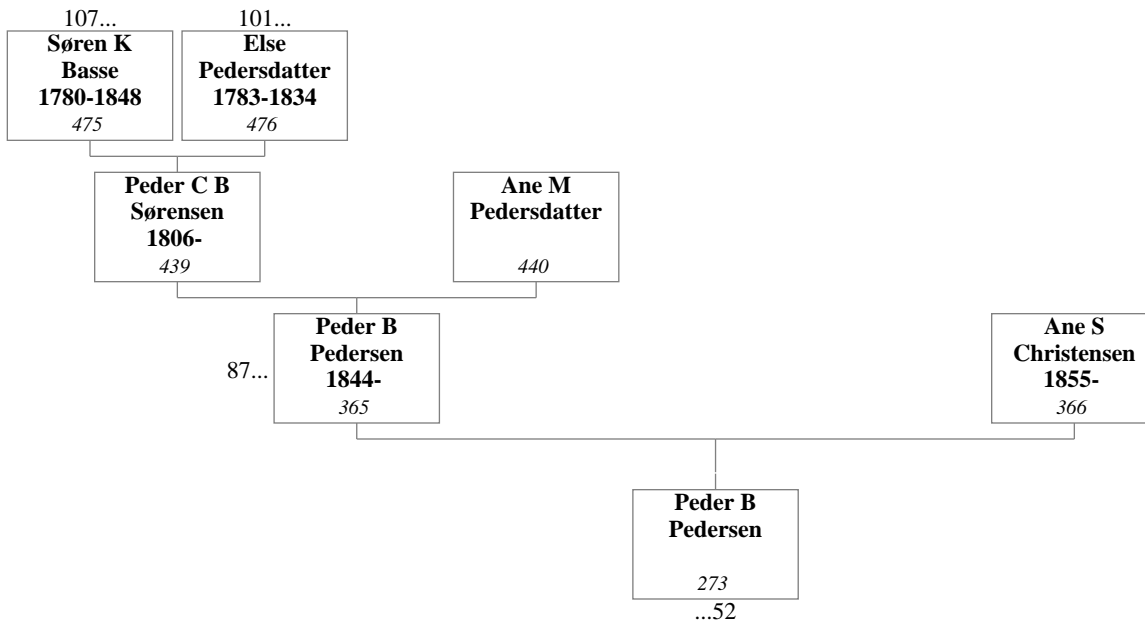 107...
101...
Søren K
Basse
1780-1848
475
Else
Pedersdatter
1783-1834
476
Peder C B
Sørensen
1806-
439
Ane M
Pedersdatter
440
87...
Peder B
Pedersen
1844-
365
Ane S
Christensen
1855-
366
Peder B
Pedersen
273
...52